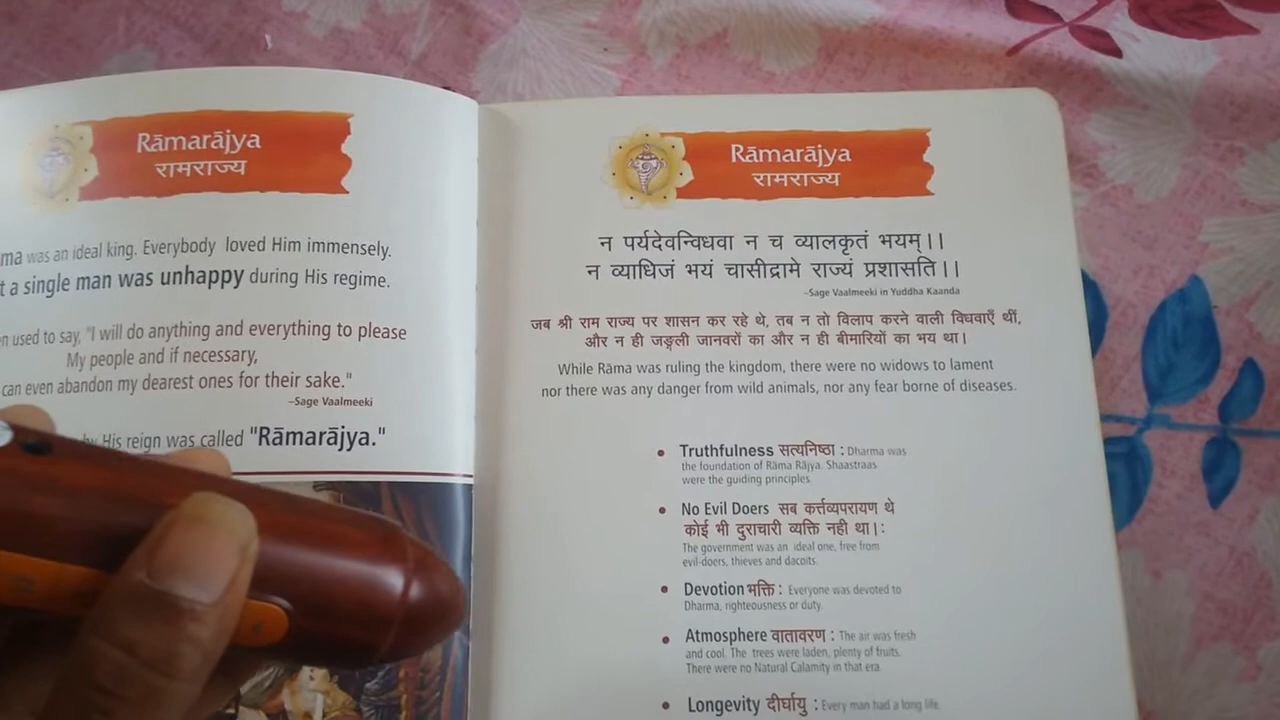 Rāmarājya
रामराज्य
ma was an ideal king. Everybody loved Him immensely.
t a single man was unhappy during His regime.
n used to say, "I will do anything and everything to please
My people and if necessary,
can even abandon my dearest ones for their sake."
–Sage Vaalmeeki
His reign was called "Rāmarājya."
Rāmarājya
रामराज्य
न पर्यदेवन्विधवा न च व्यालकृतं भयम्।।
न व्याधिजं भयं चासीद्रामे राज्यं प्रशासति।।
–Sage Vaalmeeki in Yuddha Kaanda
जब श्री राम राज्य पर शासन कर रहे थे, तब न तो विलाप करने वाली विधवाएँ थीं,
और न ही जङ्गली जानवरों का और न ही बीमारियों का भय था।
While Rāma was ruling the kingdom, there were no widows to lament
nor there was any danger from wild animals, nor any fear borne of diseases.
• Truthfulness सत्यनिष्ठा : Dharma was
the foundation of Rāma Rājya. Shaastraas
were the guiding principles.
• No Evil Doers सब कर्त्तव्यपरायण थे
कोई भी दुराचारी व्यक्ति नही था।:
The government was an ideal one, free from
evil-doers, thieves and dacoits.
• Devotion भक्ति : Everyone was devoted to
Dharma, righteousness or duty.
• Atmosphere वातावरण : The air was fresh
and cool. The trees were laden, plenty of fruits.
There were no Natural Calamity in that era.
• Longevity दीर्घायु : Every man had a long life.